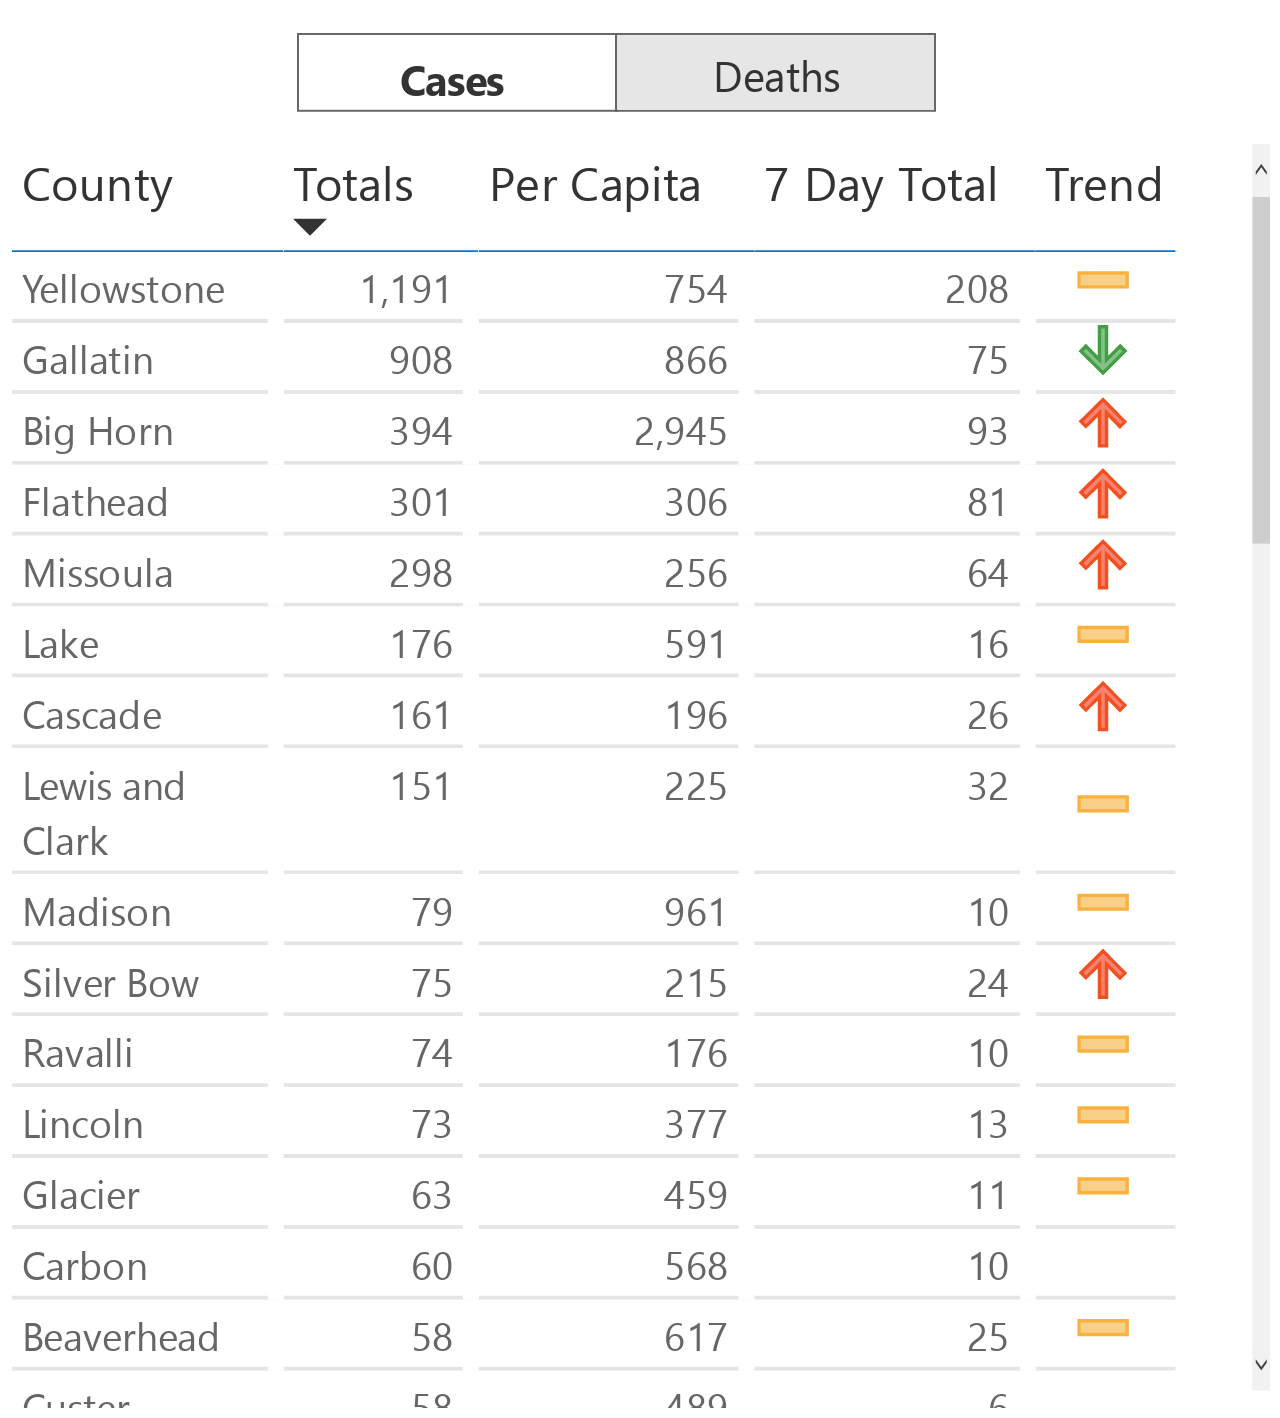 Cases Deaths
County Totals Per Capita 7 Day Total Trend
Yellowstone 1,191 754 208
Gallatin 908 866 75
Big Horn 394 2,945 93
Flathead 301 306 81
Missoula 298 256 64
Lake 176 591 16
Cascade 161 196 26
Lewis and 151 225 32
Clark
Madison 79 961 10
Silver Bow 75 215 24
Ravalli 74 176 10
Lincoln 73 377 13
Glacier 63 459 11
Carbon 60 568 10
Beaverhead 58 617 25
Custer 58 489 6